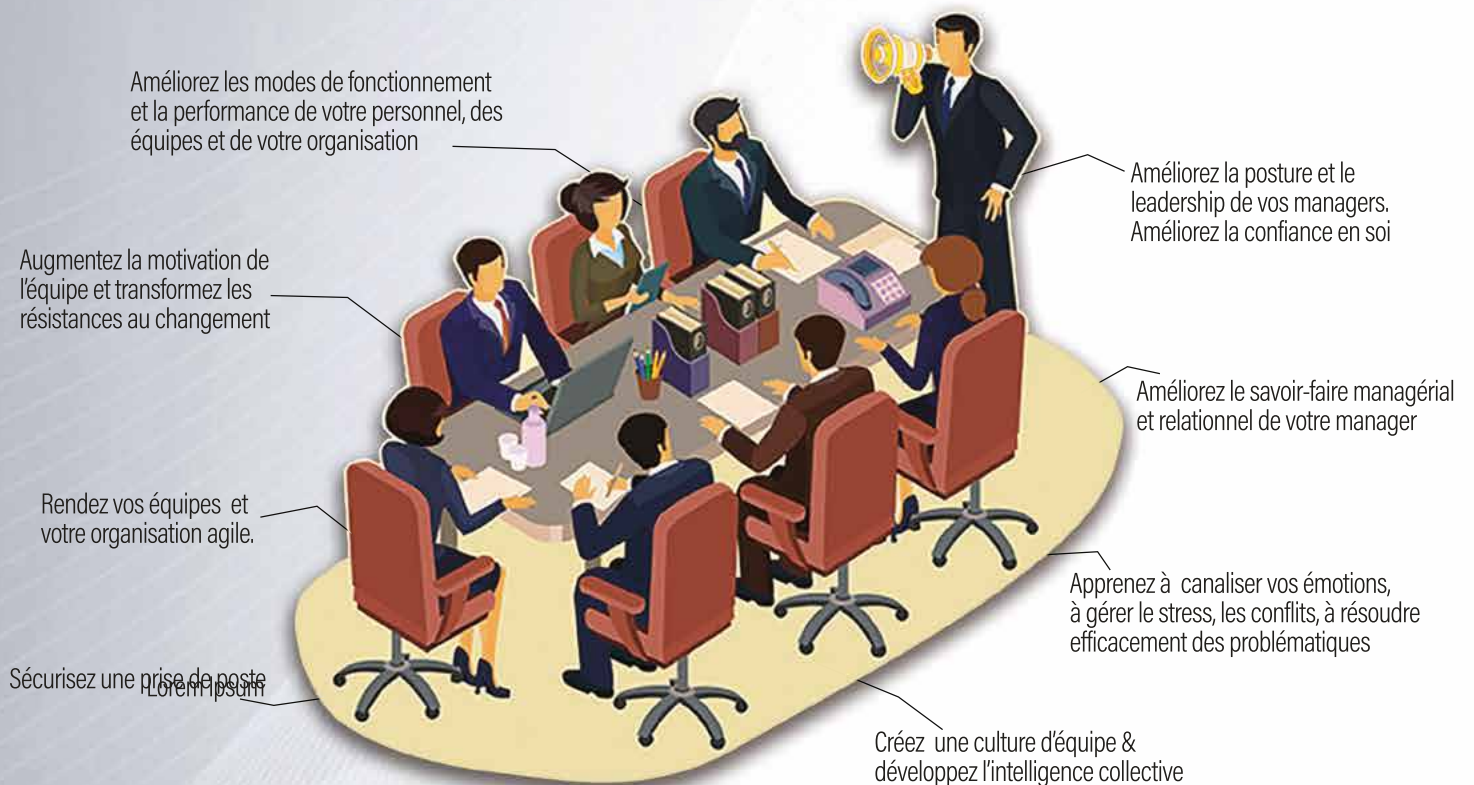 Améliorez les modes de fonctionnement
et la performance de votre personnel, des
équipes et de votre organisation
Améliorez la posture et le
leadership de vos managers.
Améliorez la confiance en soi
Augmentez la motivation de
l'équipe et transformez les
résistances au changement
Améliorez le savoir-faire managérial
et relationnel de votre manager
Rendez vos équipes et
votre organisation agile.
Apprenez à canaliser vos émotions,
à gérer le stress, les conflits, à résoudre
efficacement des problématiques
Sécurisez une prise de poste
Lorem Ipsum
Créez une culture d'équipe &
développez l'intelligence collective